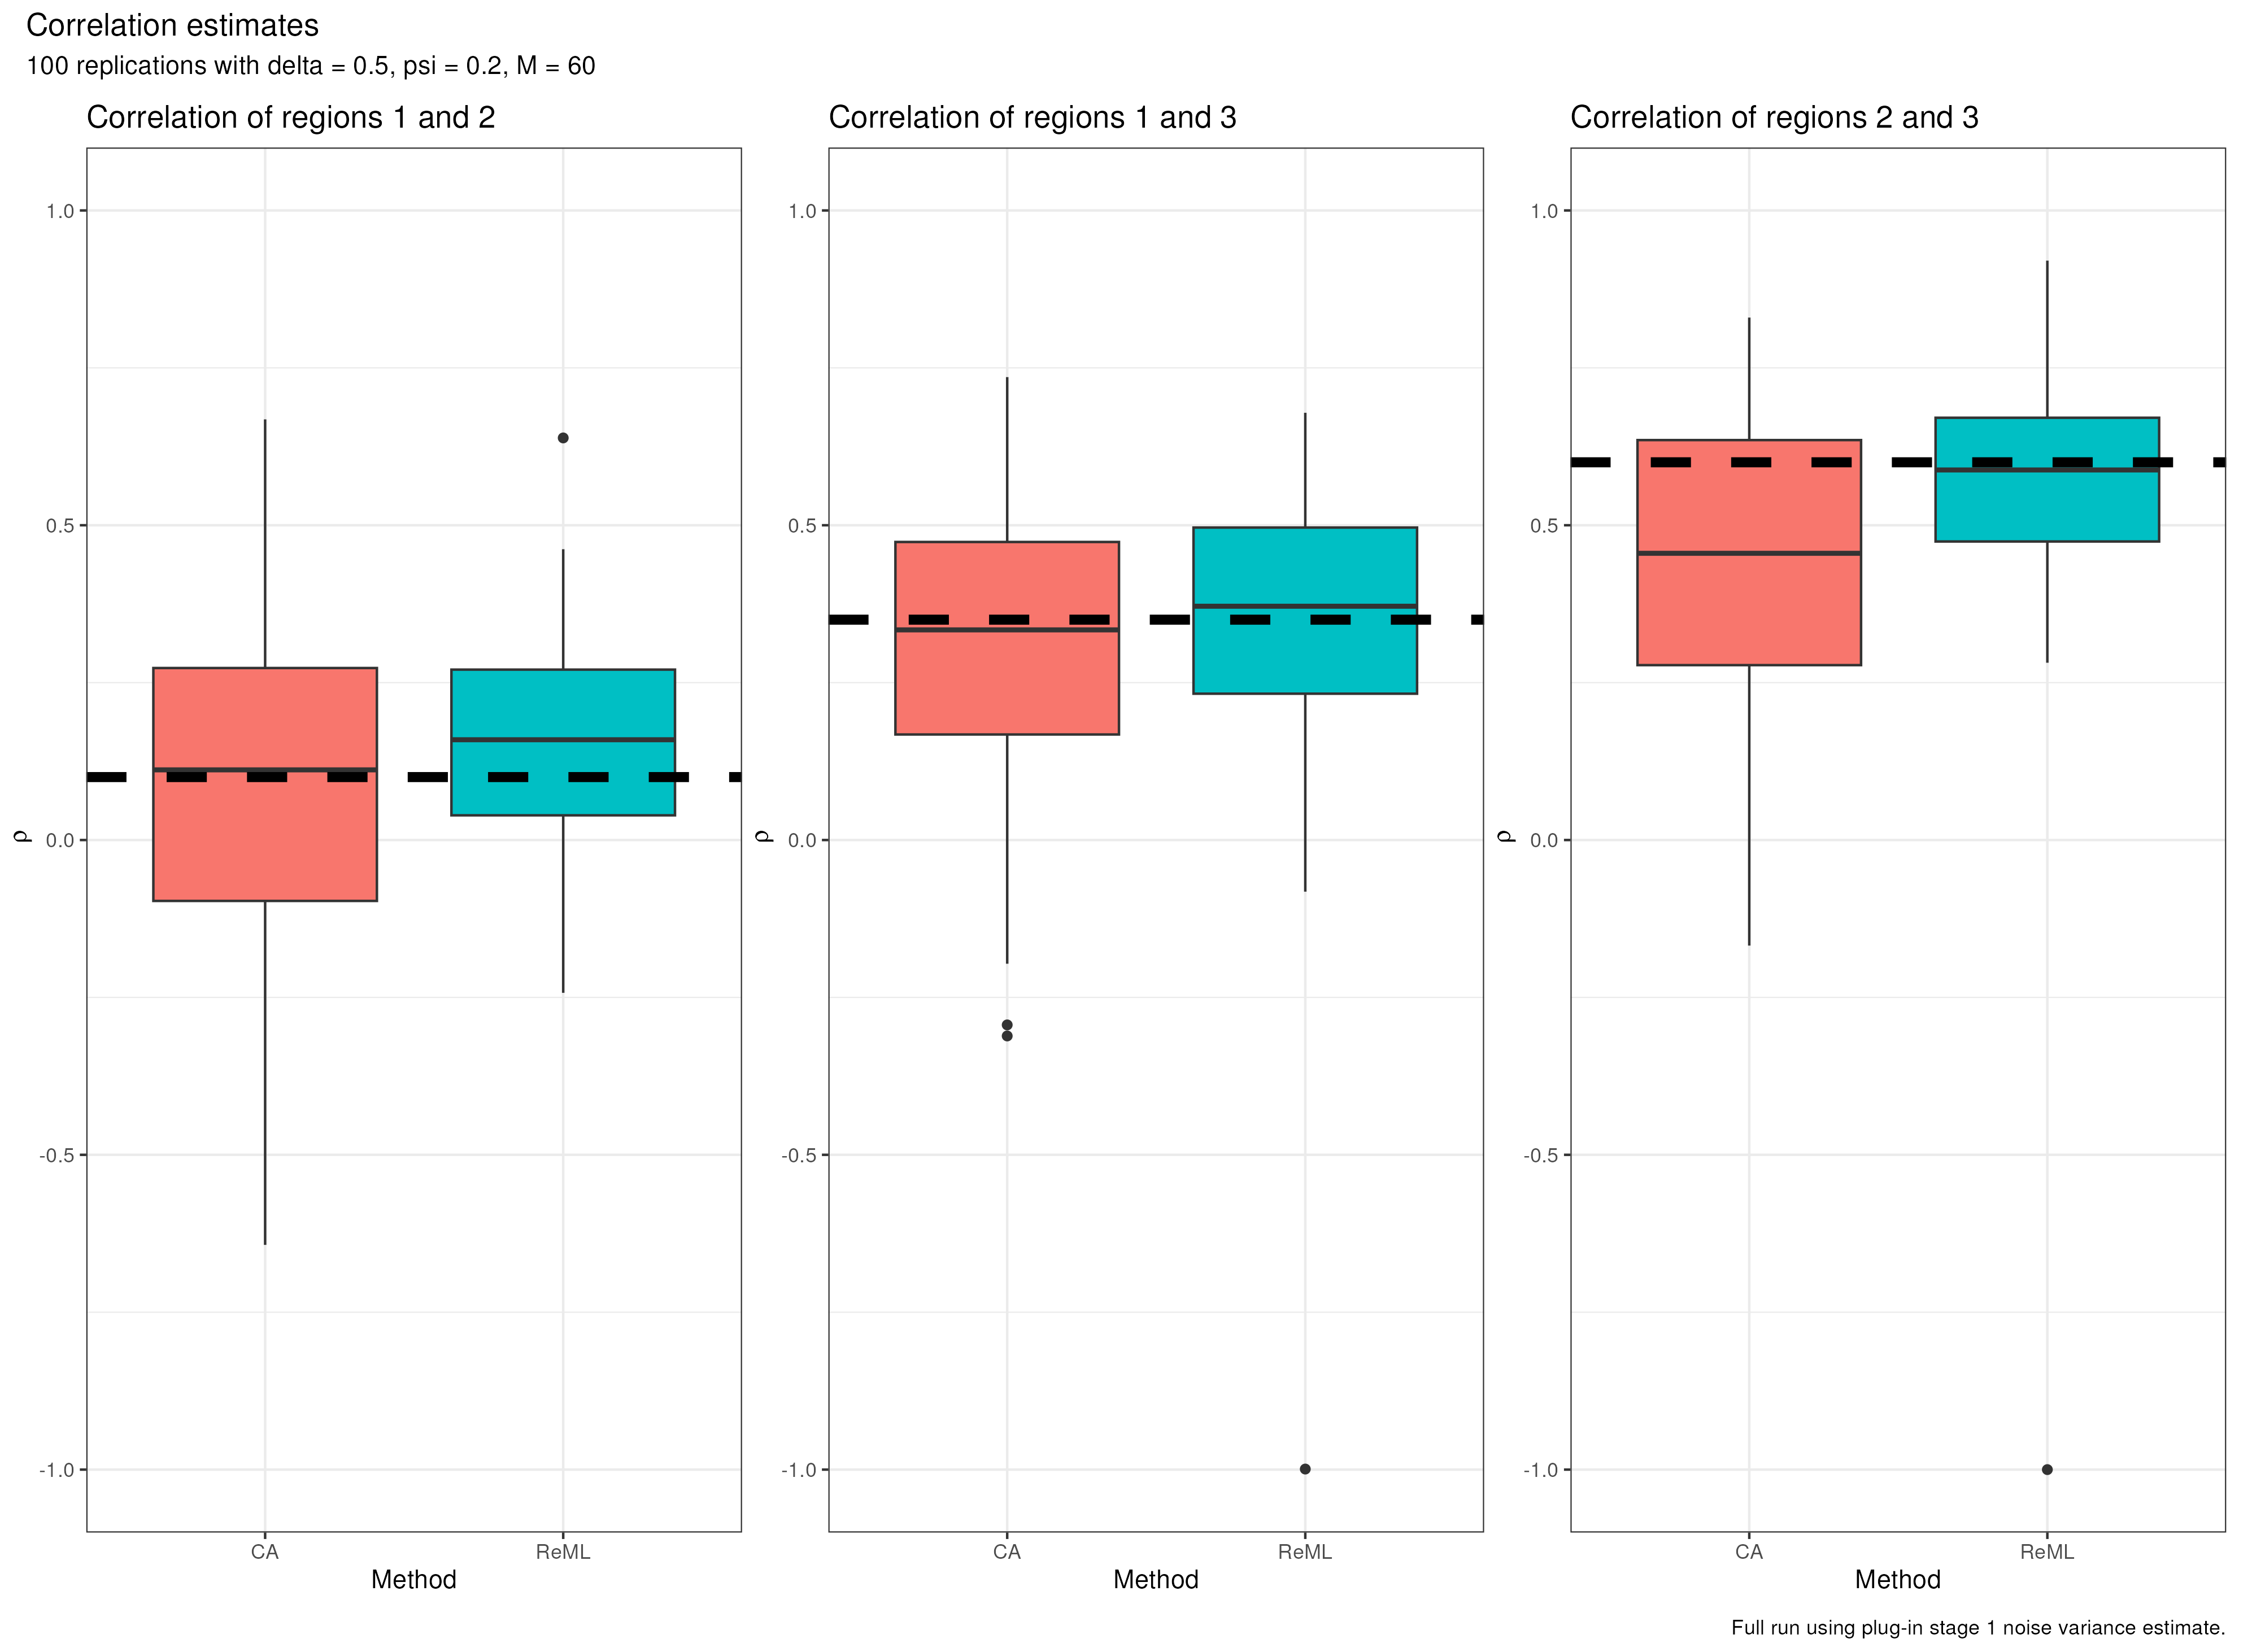 Correlation estimates
100 replications with delta = 0.5, psi = 0.2, M = 60
Correlation of regions 1 and 2
1.0
0.5
0.0
-0.5
-1.0
ρ
CA ReML
Method
Correlation of regions 1 and 3
1.0
0.5
0.0
-0.5
-1.0
ρ
CA ReML
Method
Correlation of regions 2 and 3
1.0
0.5
0.0
-0.5
-1.0
ρ
CA ReML
Method
Full run using plug-in stage 1 noise variance estimate.